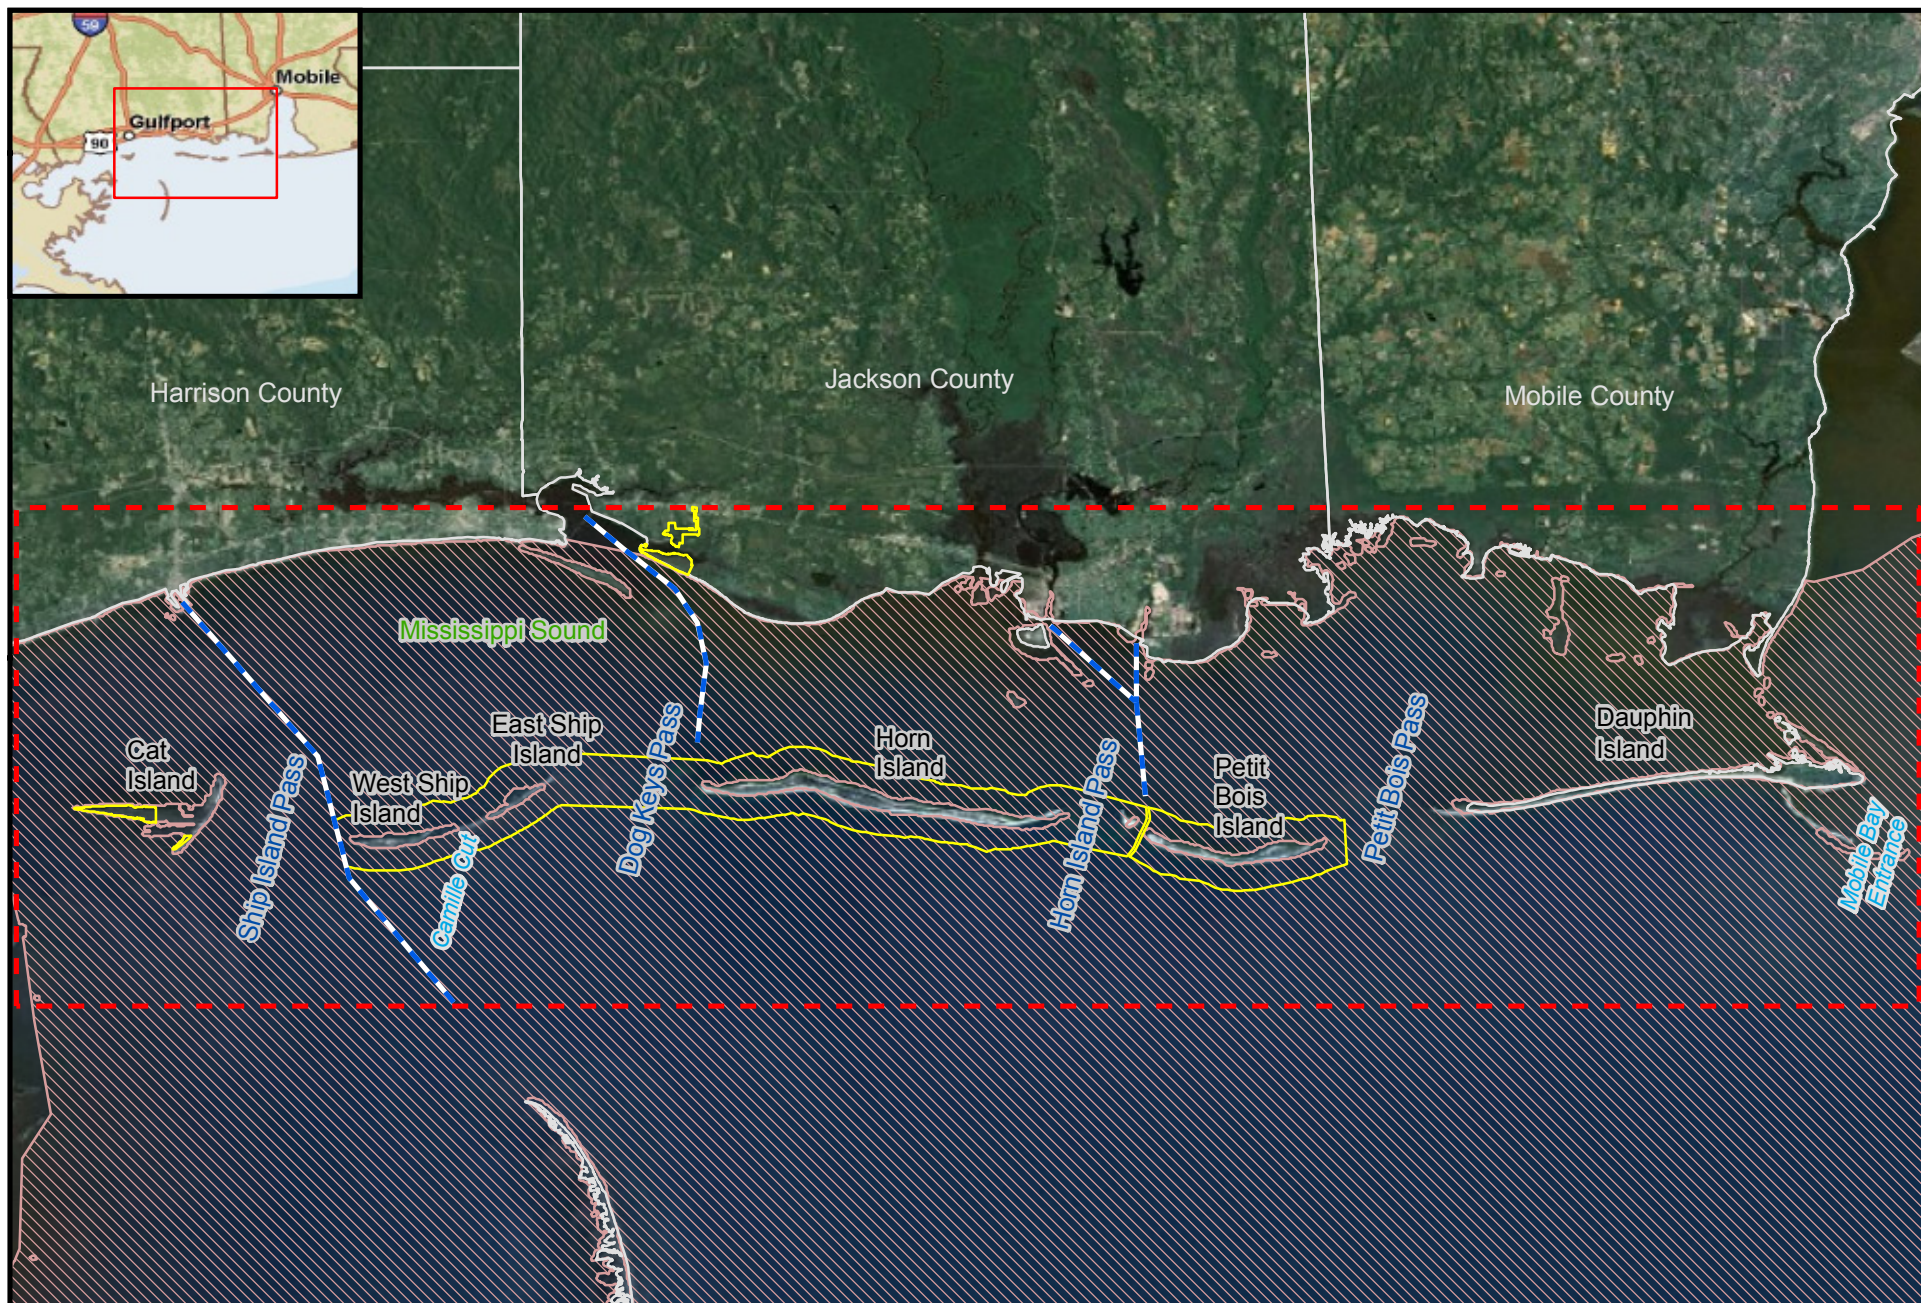 59
Mobile
Gulfport
90
Harrison County
Jackson County
Mobile County
Mississippi Sound
Cat
Island
Ship Island Pass
West Ship
Island
East Ship
Island
Camille Cut
Dog Keys Pass
Horn
Island
Horn Island Pass
Petit
Bois
Island
Petit Bois Pass
Dauphin
Island
Mobile Bay
Entrance